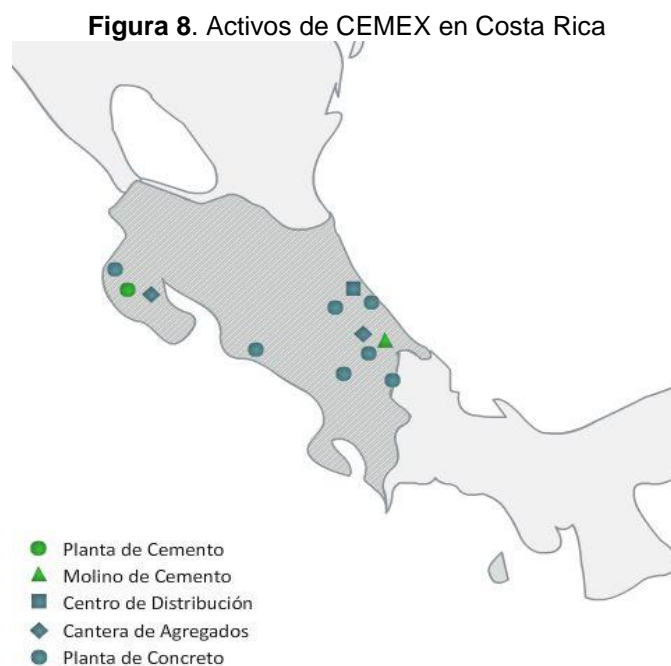 Figura 8. Activos de CEMEX en Costa Rica
Planta de Cemento
Molino de Cemento
Centro de Distribución
Cantera de Agregados
Planta de Concreto